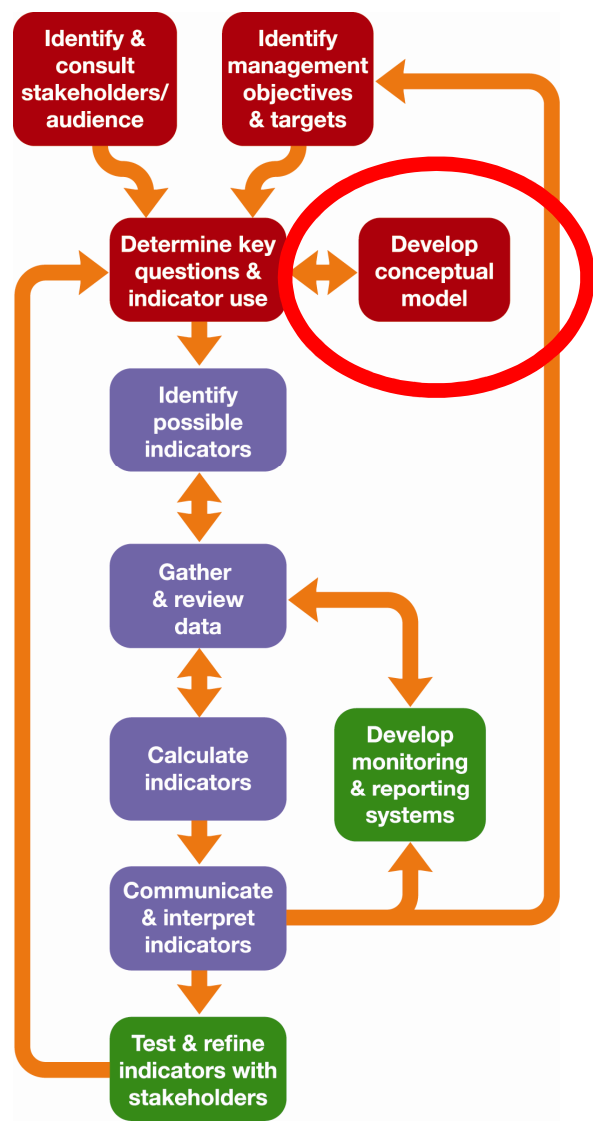 Identify &
consult
stakeholders/
audience
Identify
management
objectives
& targets
Determine key
questions &
indicator use
Develop
conceptual
model
Identify
possible
indicators
Gather
& review
data
Calculate
indicators
Develop
monitoring
& reporting
systems
Communicate
& interpret
indicators
Test & refine
indicators with
stakeholders